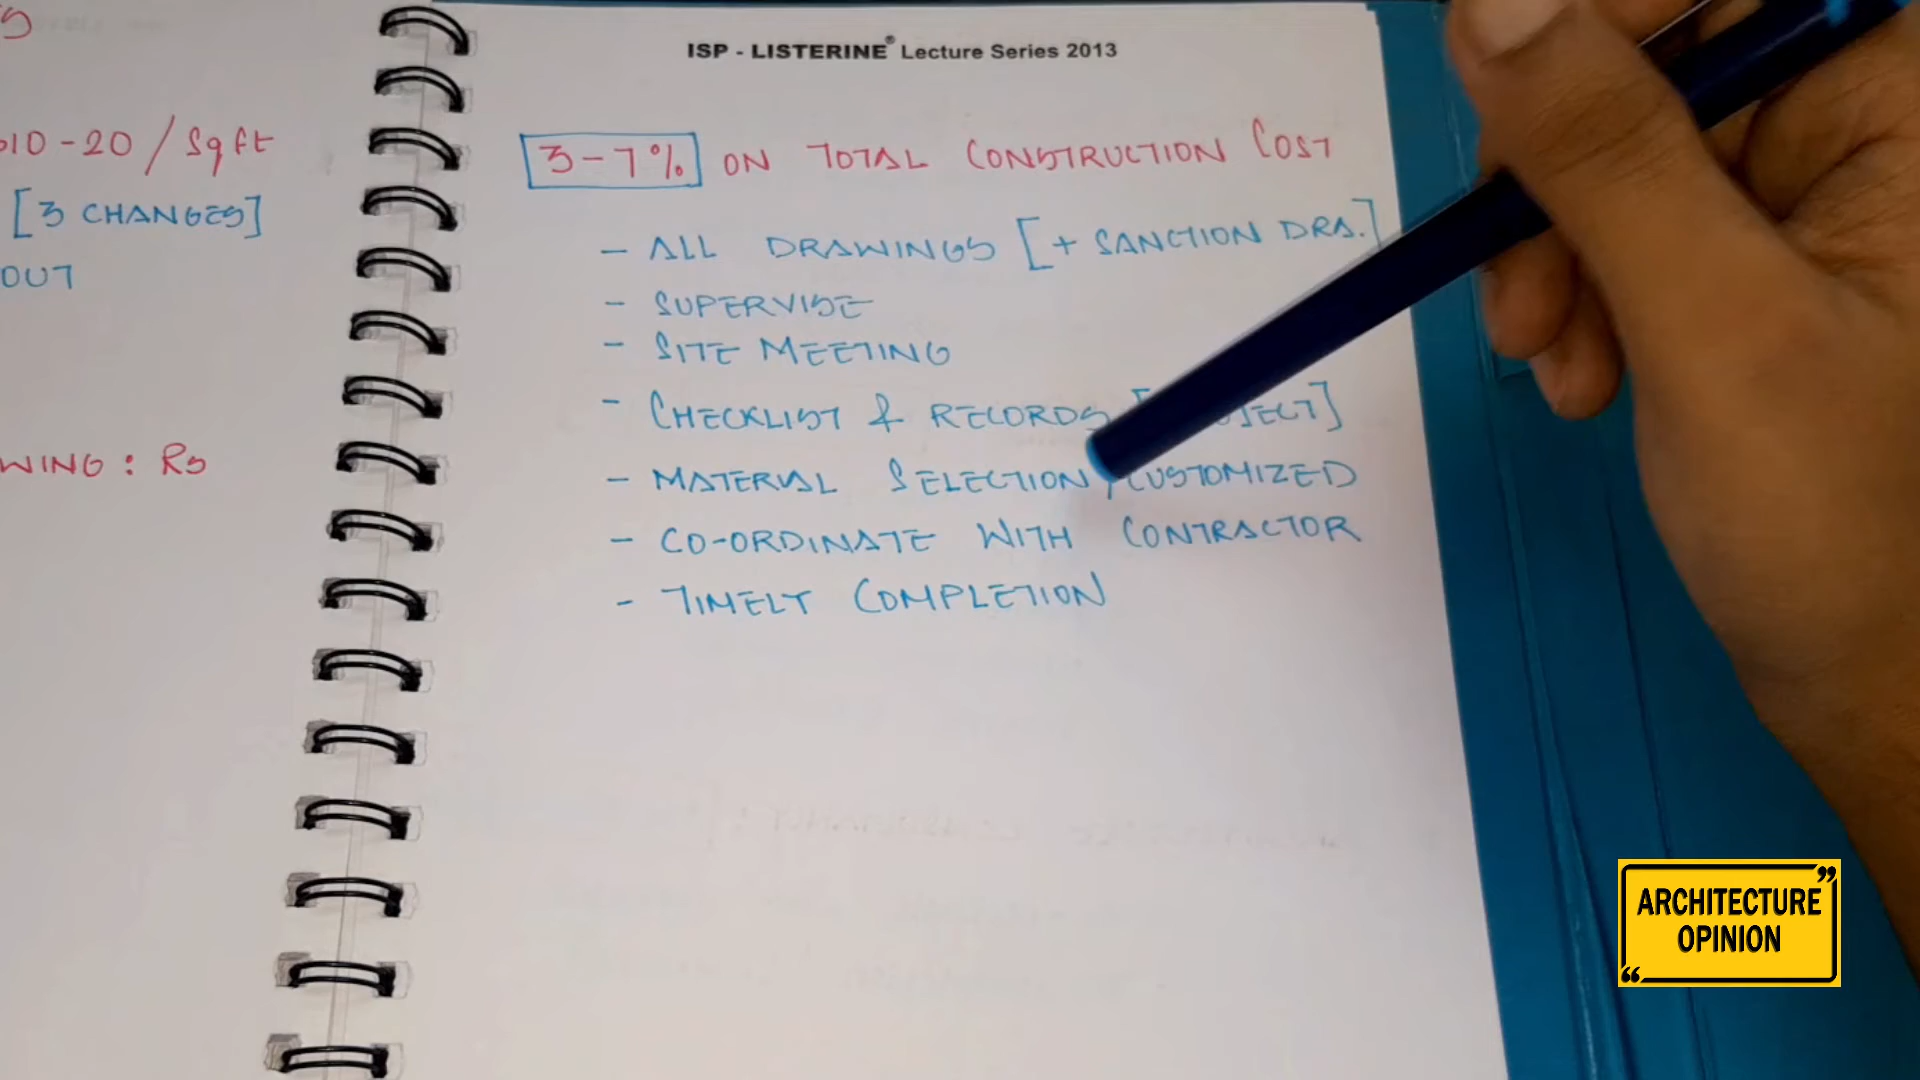 10-20 / Sqft
[3 CHANGES]
OUT
WING : Rs
ISP - LISTERINE® Lecture Series 2013
3-7% ON TOTAL CONSTRUCTION COST
- ALL DRAWINGS [+ SANCTION DRA.]
- SUPERVISE
- SITE MEETING
- CHECKLIST & RECORDS
- MATERIAL SELECTION, CUSTOMIZED
- CO-ORDINATE WITH CONTRACTOR
- TIMELY COMPLETION
ARCHITECTURE
OPINION